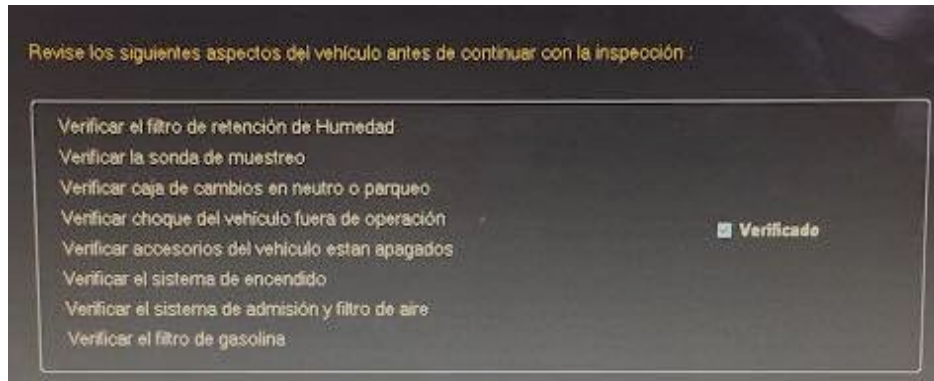 Revise los siguientes aspectos del vehículo antes de continuar con la inspección :
Verificar el filtro de retención de Humedad
Verificar la sonda de muestreo
Verificar caja de cambios en neutro o parqueo
Verificar choque del vehículo fuera de operación
Verificar accesorios del vehículo estan apagados
Verificado
Verificar el sistema de encendido
Verificar el sistema de admisión y filtro de aire
Verificar el filtro de gasolina